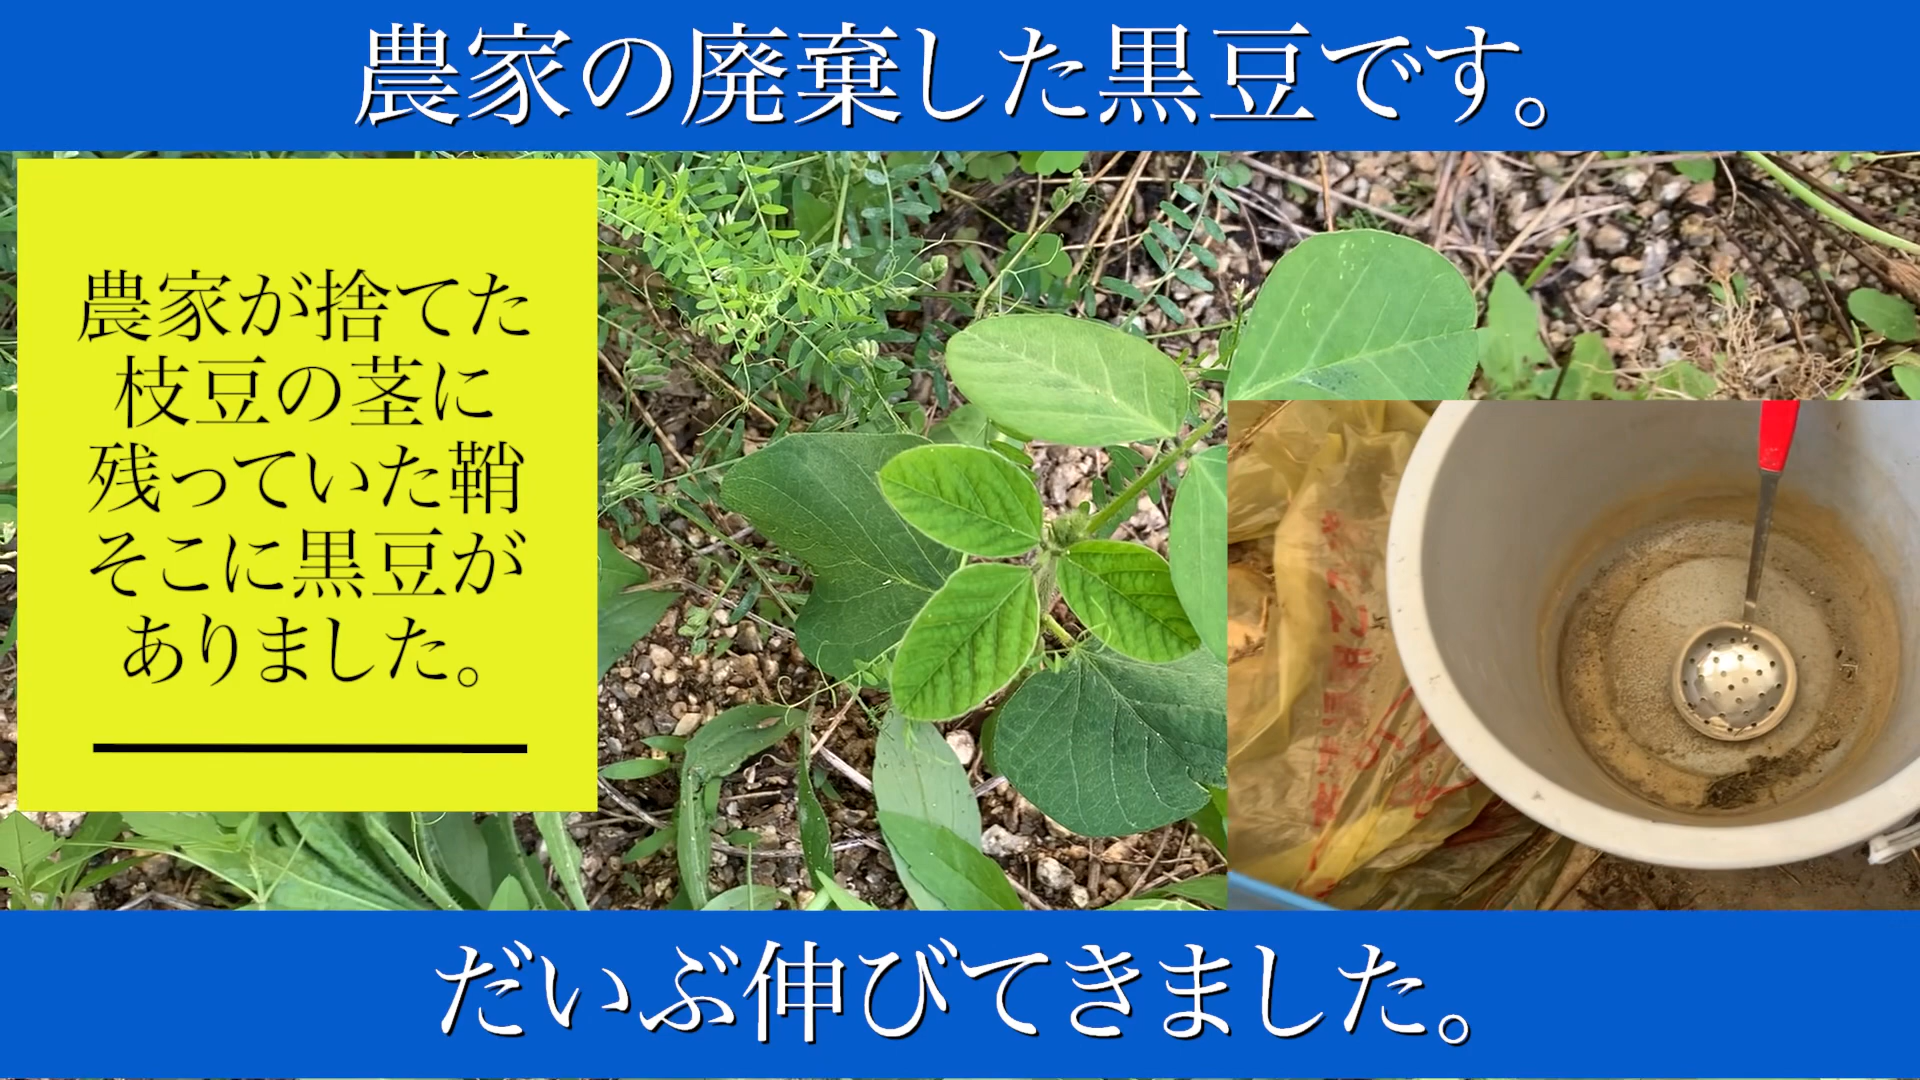 農家の廃棄した黒豆です。
農家が捨てた
枝豆の茎に
残っていた鞘
そこに黒豆が
ありました。
だいぶ伸びてきました。